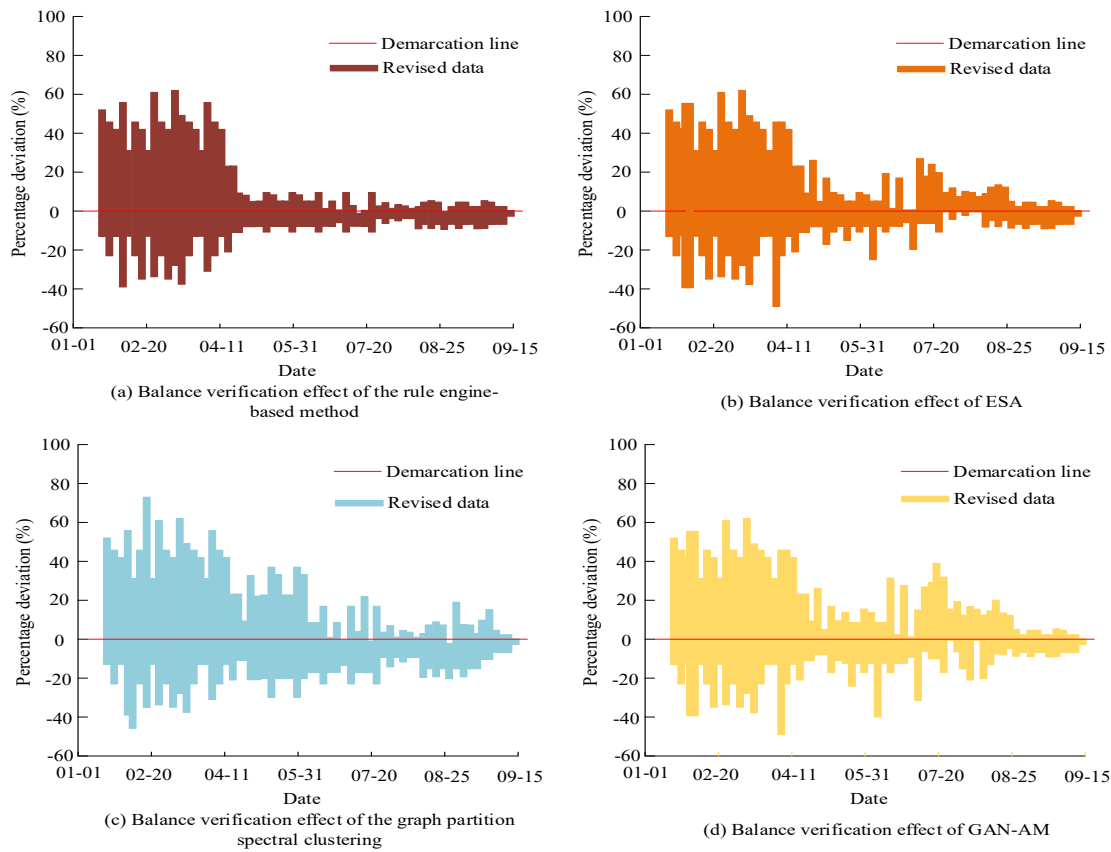 100
80
60
40
20
0
-20
-40
-60
Percentage deviation (%)
Demarcation line
Revised data
01-01 02-20 04-11 05-31 07-20 08-25 09-15
Date
(a) Balance verification effect of the rule engine-
based method
100
80
60
40
20
0
-20
-40
-60
Percentage deviation (%)
Demarcation line
Revised data
01-01 02-20 04-11 05-31 07-20 08-25 09-15
Date
(b) Balance verification effect of ESA
100
80
60
40
20
0
-20
-40
-60
Percentage deviation (%)
Demarcation line
Revised data
01-01 02-20 04-11 05-31 07-20 08-25 09-15
Date
(c) Balance verification effect of the graph partition
spectral clustering
100
80
60
40
20
0
-20
-40
-60
Percentage deviation (%)
Demarcation line
Revised data
01-01 02-20 04-11 05-31 07-20 08-25 09-15
Date
(d) Balance verification effect of GAN-AM